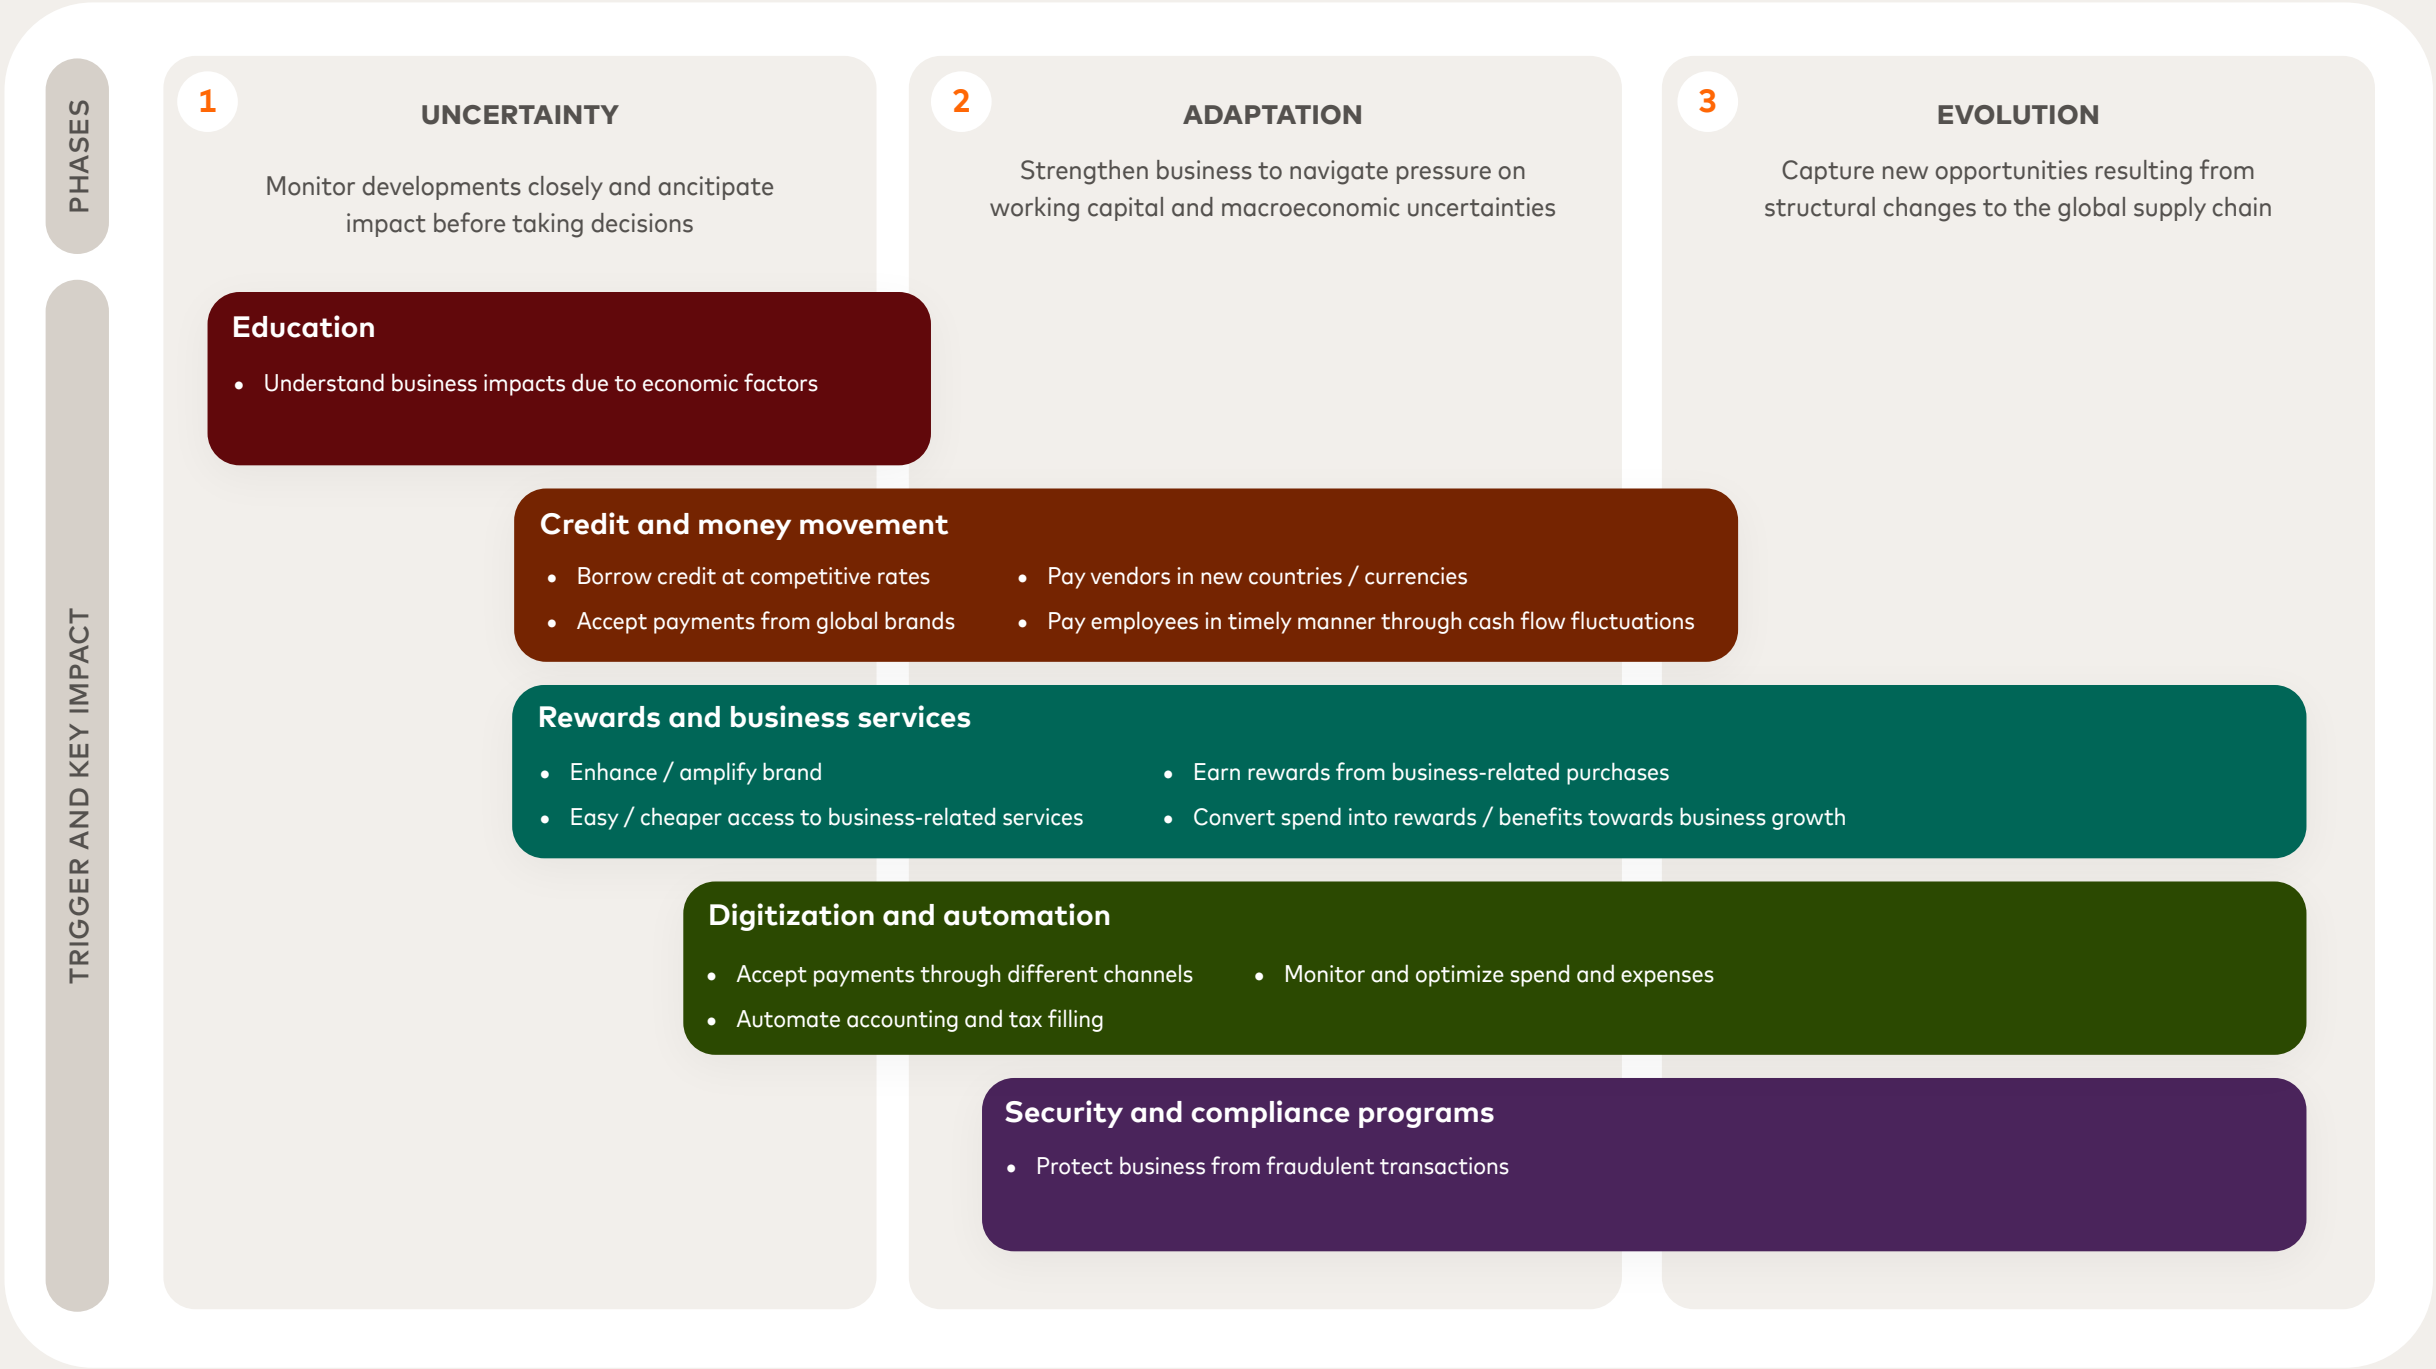 PHASES
1
UNCERTAINTY
Monitor developments closely and ancitipate
impact before taking decisions
2
ADAPTATION
Strengthen business to navigate pressure on
working capital and macroeconomic uncertainties
3
EVOLUTION
Capture new opportunities resulting from
structural changes to the global supply chain
TRIGGER AND KEY IMPACT
Education
• Understand business impacts due to economic factors
Credit and money movement
• Borrow credit at competitive rates
• Accept payments from global brands
• Pay vendors in new countries / currencies
• Pay employees in timely manner through cash flow fluctuations
Rewards and business services
• Enhance / amplify brand
• Easy / cheaper access to business-related services
• Earn rewards from business-related purchases
• Convert spend into rewards / benefits towards business growth
Digitization and automation
• Accept payments through different channels
• Automate accounting and tax filling
• Monitor and optimize spend and expenses
Security and compliance programs
• Protect business from fraudulent transactions